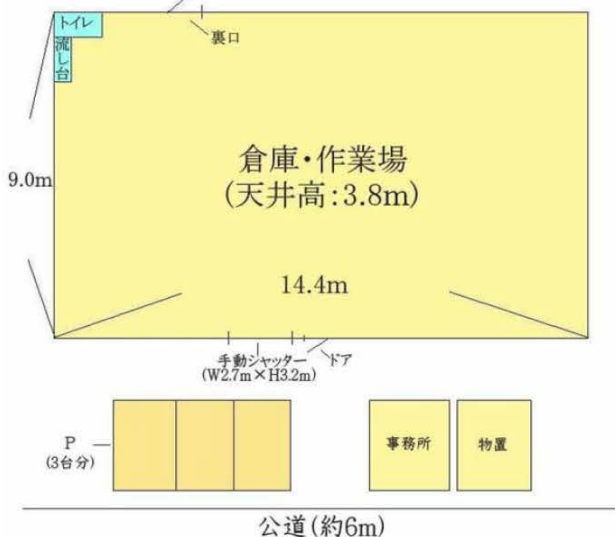 トイレ
裏口
流し台
9.0m
倉庫・作業場
(天井高:3.8m)
14.4m
手動シャッター
(W2.7m×H3.2m)
ドア
P
(3台分)
事務所
物置
公道(約6m)